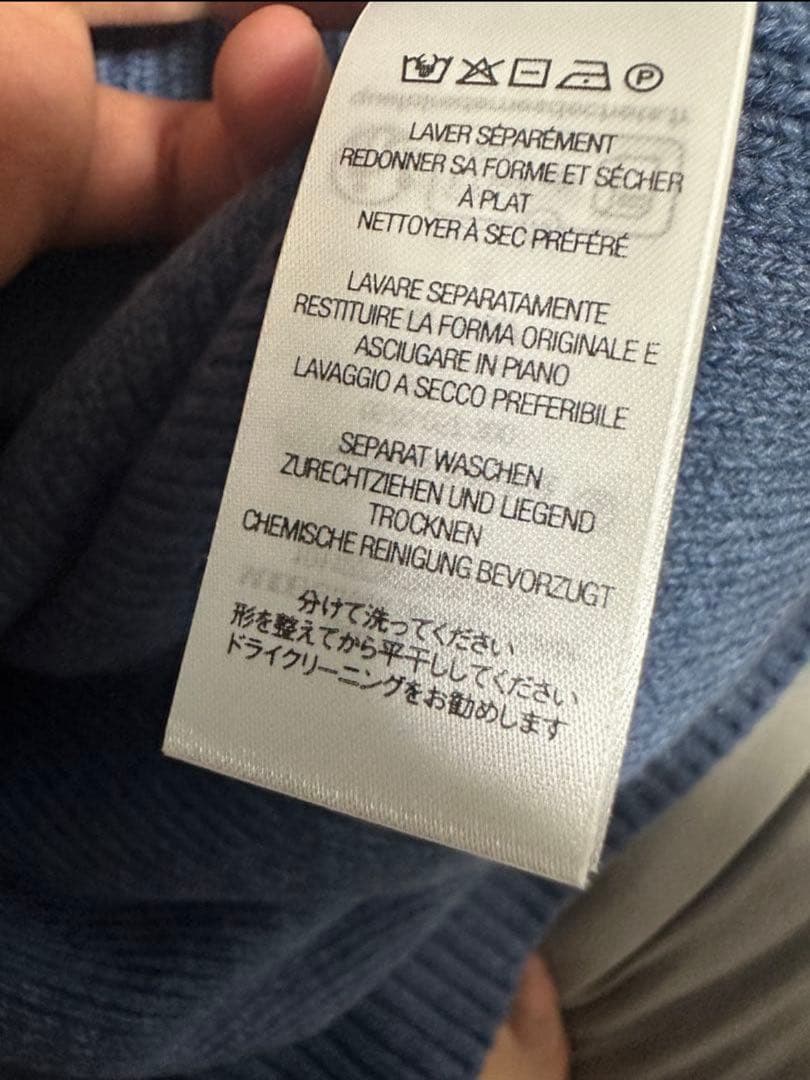 P
LAVER SÉPARÉMENT
REDONNER SA FORME ET SÉCHER
À PLAT
NETTOYER À SEC PRÉFÉRÉ
LAVARE SEPARATAMENTE
RESTITUIRE LA FORMA ORIGINALE E
ASCIUGARE IN PIANO
LAVAGGIO A SECCO PREFERIBILE
SEPARAT WASCHEN
ZURECHTZIEHEN UND LIEGEND
TROCKNEN
CHEMISCHE REINIGUNG BEVORZUGT
分けて洗ってください
形を整えてから平干ししてください
ドライクリーニングをお勧めします